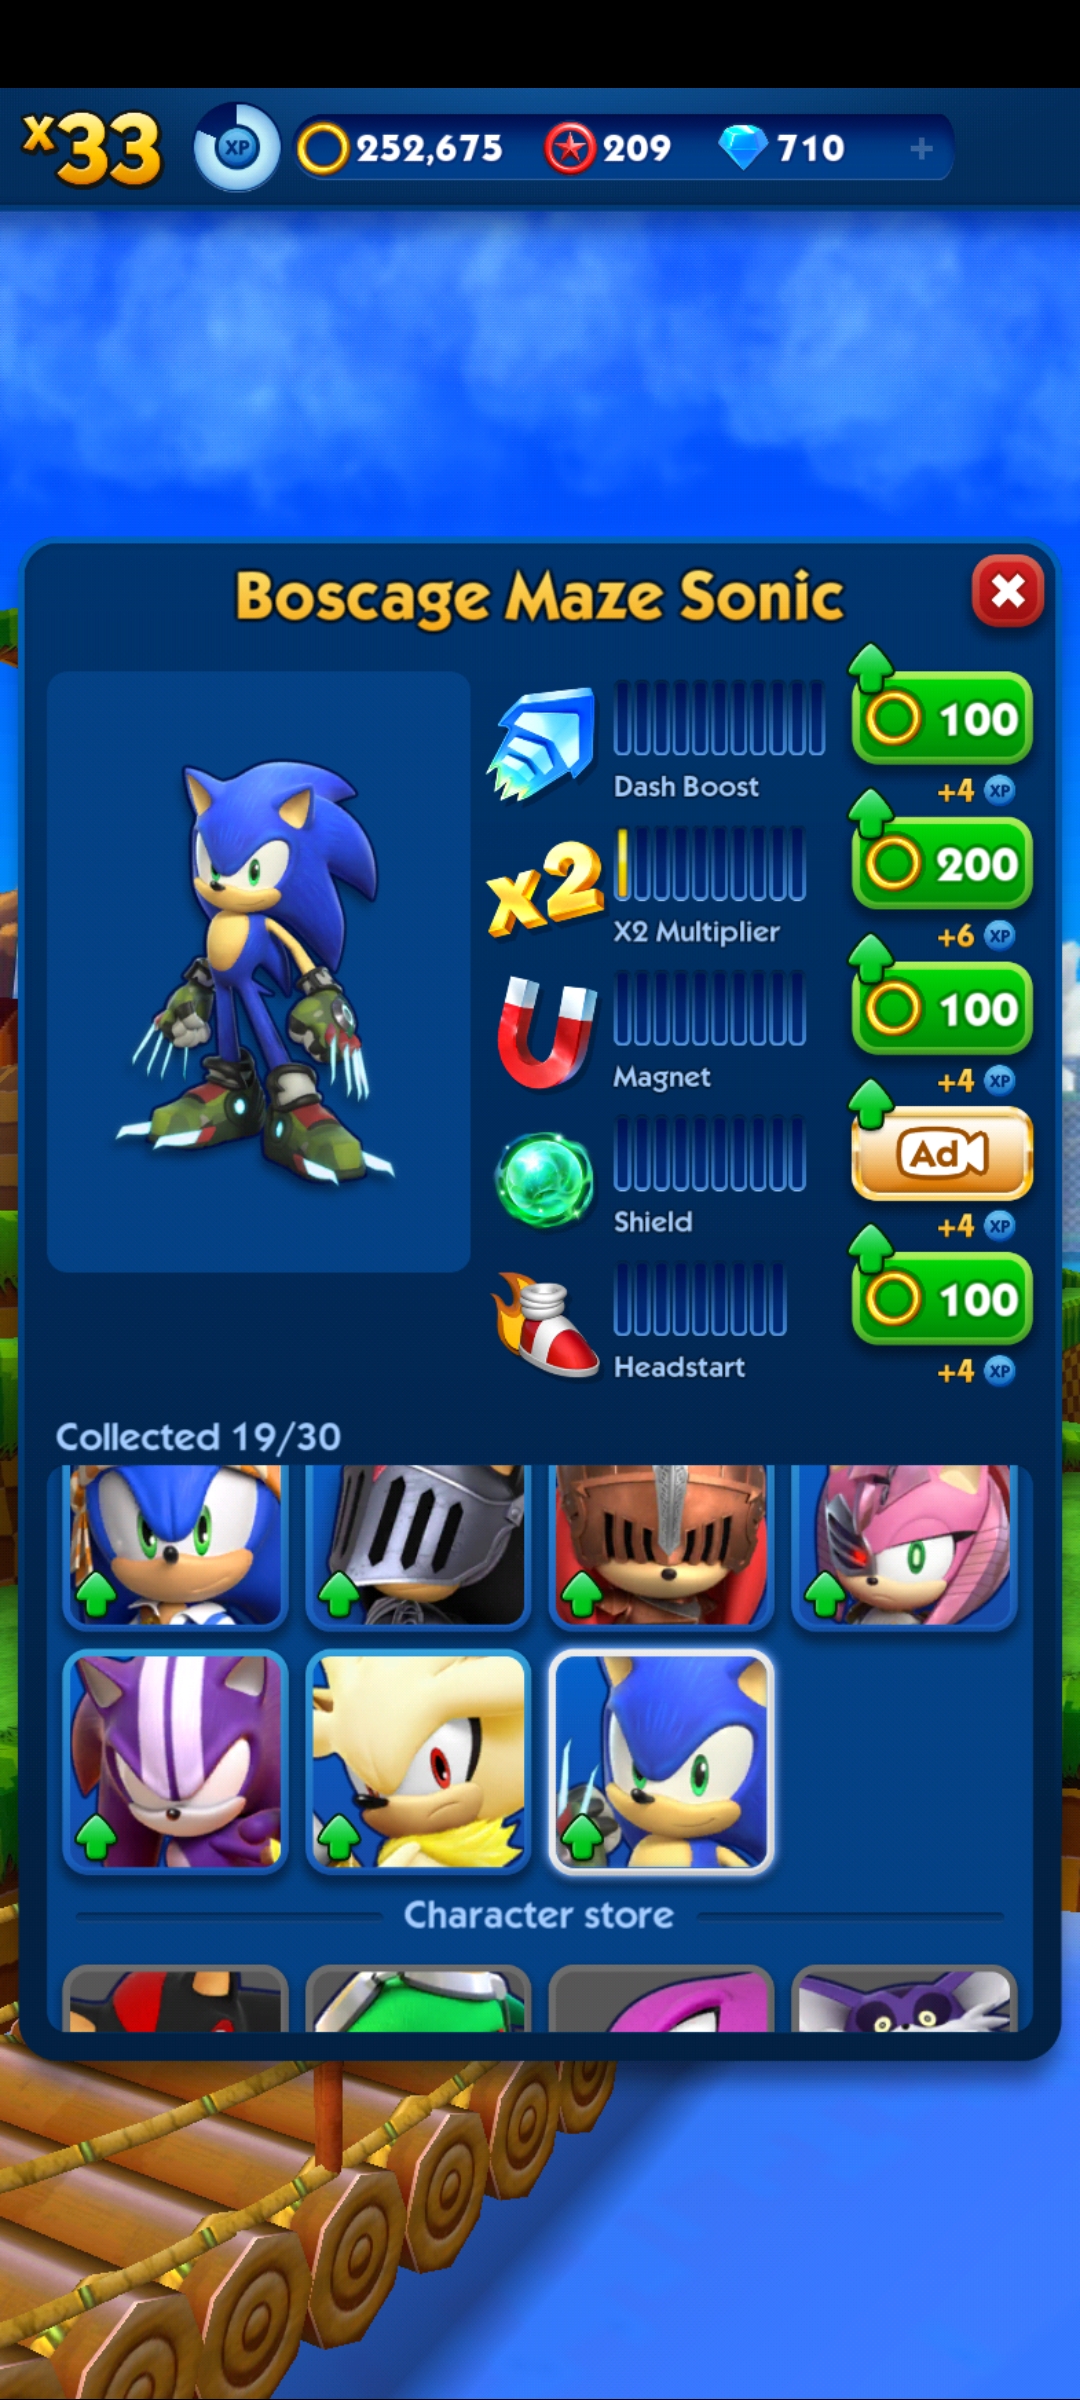 x33 XP 252,675 209 710 +
Boscage Maze Sonic
100
Dash Boost
+4 XP
x2
200
X2 Multiplier
+6 XP
100
Magnet
+4 XP
Ad
Shield
+4 XP
100
Headstart
+4 XP
Collected 19/30
Character store